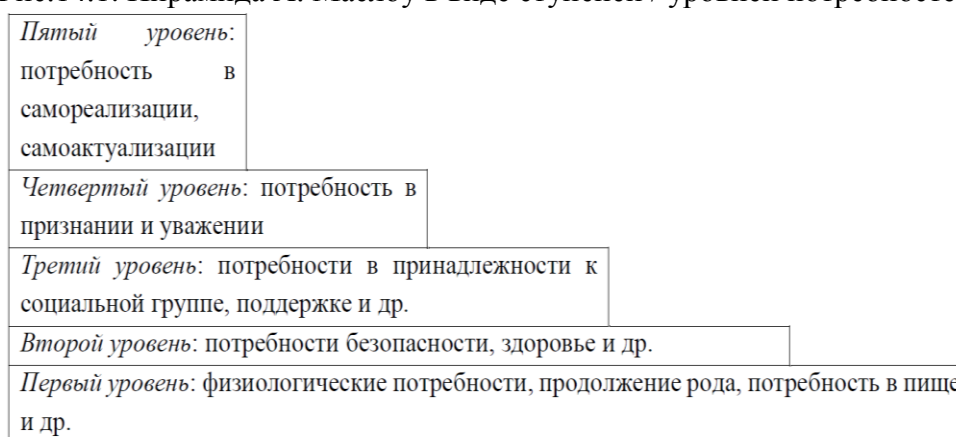 Пятый уровень:
потребность в
самореализации,
самоактуализации
Четвертый уровень: потребность в
признании и уважении
Третий уровень: потребности в принадлежности к
социальной группе, поддержке и др.
Второй уровень: потребности безопасности, здоровье и др.
Первый уровень: физиологические потребности, продолжение рода, потребность в пище
и др.